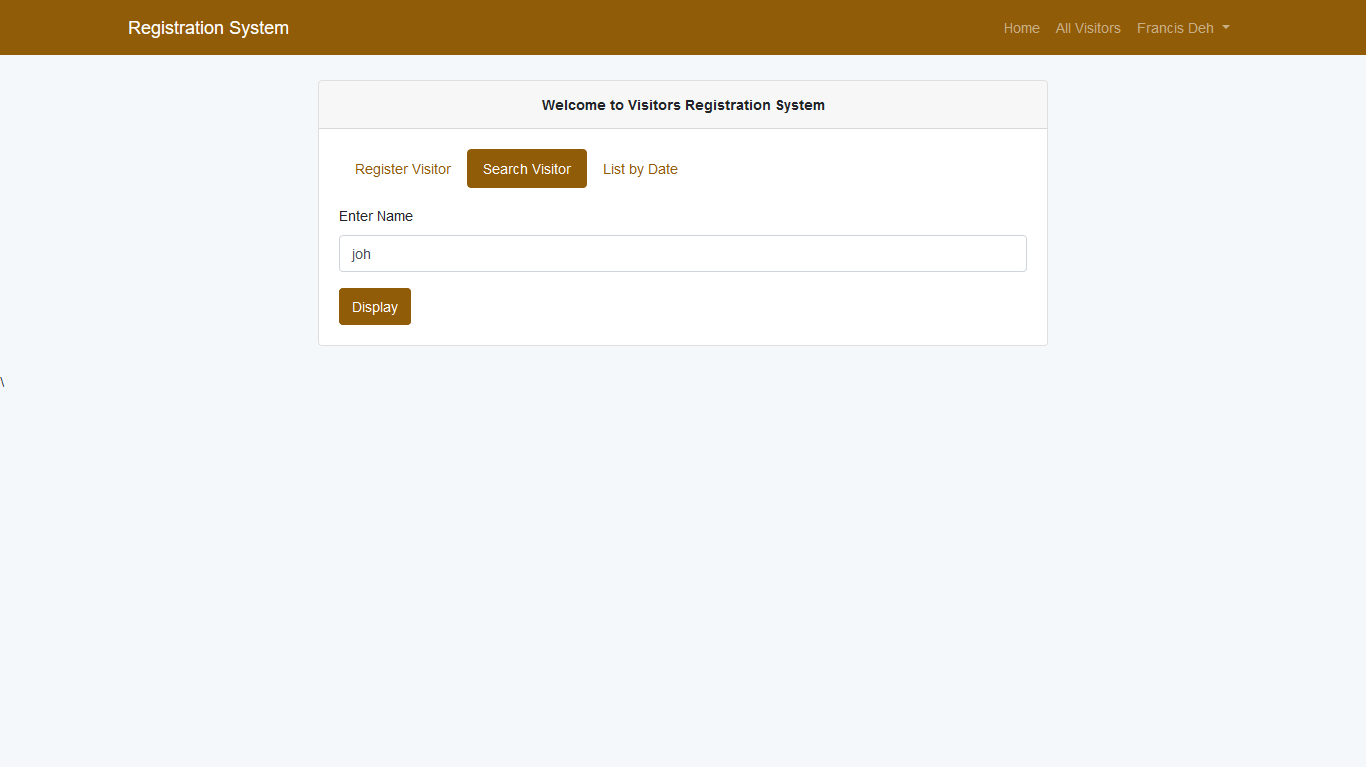 Registration System Home All Visitors Francis Deh
Welcome to Visitors Registration System
Register Visitor Search Visitor List by Date
Enter Name
joh
Display
\